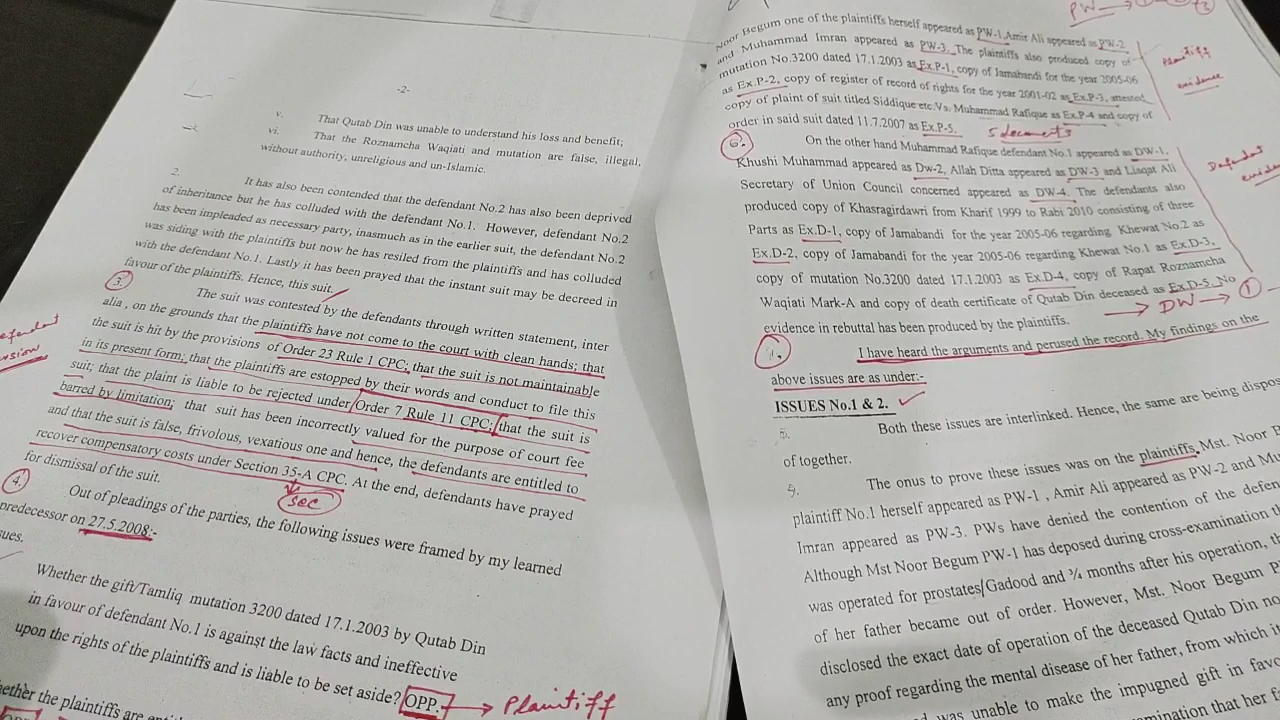 -2-
v. That Qutab Din was unable to understand his loss and benefit;
vi. That the Roznamcha Waqiati and mutation are false, illegal,
without authority, unreligious and un-Islamic.
2. It has also been contended that the defendant No.2 has also been deprived
of inheritance but he has colluded with the defendant No.1. However, defendant No.2
has been impleaded as necessary party, inasmuch as in the earlier suit, the defendant No.2
was siding with the plaintiffs but now he has resiled from the plaintiffs and has colluded
with the defendant No.1. Lastly it has been prayed that the instant suit may be decreed in
favour of the plaintiffs. Hence, this suit.
3. The suit was contested by the defendants through written statement, inter
alia, on the grounds that the plaintiffs have not come to the court with clean hands; that
the suit is hit by the provisions of Order 23 Rule 1 CPC; that the suit is not maintainable
in its present form; that the plaintiffs are estopped by their words and conduct to file this
suit; that the plaint is liable to be rejected under Order 7 Rule 11 CPC; that the suit is
barred by limitation; that suit has been incorrectly valued for the purpose of court fee
and that the suit is false, frivolous, vexatious one and hence, the defendants are entitled to
recover compensatory costs under Section 35-A CPC. At the end, defendants have prayed
for dismissal of the suit.
sec
4. Out of pleadings of the parties, the following issues were framed by my learned
predecessor on 27.5.2008:-
Whether the gift/Tamliq mutation 3200 dated 17.1.2003 by Qutab Din
in favour of defendant No.1 is against the law facts and ineffective
upon the rights of the plaintiffs and is liable to be set aside? OPP. → Plaintiff
the plaintiffs are
PW
Noor Begum one of the plaintiffs herself appeared as PW-1, Amir Ali appeared as PW-2
and Muhammad Imran appeared as PW-3. The plaintiffs also produced copy of
mutation No.3200 dated 17.1.2003 as Ex.P-1, copy of Jamabandi for the year 2005-06
as Ex.P-2, copy of register of record of rights for the year 2001-02 as Ex.P-3, attested
copy of plaint of suit titled Siddique etc.Vs. Muhammad Rafique as Ex.P-4 and copy of
order in said suit dated 11.7.2007 as Ex.P-5.
Plaintiff
evidence
5 documents
6. On the other hand Muhammad Rafique defendant No.1 appeared as DW-1,
Khushi Muhammad appeared as Dw-2, Allah Ditta appeared as DW-3 and Liaqat Ali
Secretary of Union Council concerned appeared as DW-4. The defendants also
produced copy of Khasragirdawri from Kharif 1999 to Rabi 2010 consisting of three
Parts as Ex.D-1, copy of Jamabandi for the year 2005-06 regarding Khewat No.2 as
Ex.D-2, copy of Jamabandi for the year 2005-06 regarding Khewat No.1 as Ex.D-3,
copy of mutation No.3200 dated 17.1.2003 as Ex.D-4, copy of Rapat Roznamcha
Waqiati Mark-A and copy of death certificate of Qutab Din deceased as Ex.D-5. No
evidence in rebuttal has been produced by the plaintiffs.
Defendant
→ DW → 1
I have heard the arguments and perused the record. My findings on the
above issues are as under:-
ISSUES No.1 & 2.
Both these issues are interlinked. Hence, the same are being
of together.
The onus to prove these issues was on the plaintiffs. Mst. Noor
plaintiff No.1 herself appeared as PW-1 , Amir Ali appeared as PW-2 and
Imran appeared as PW-3. PWs have denied the contention of the
Although Mst Noor Begum PW-1 has deposed during cross-examination
was operated for prostates/Gadood and ¾ months after his operation,
of her father became out of order. However, Mst. Noor Begum
disclosed the exact date of operation of the deceased Qutab Din
any proof regarding the mental disease of her father, from which
was unable to make the impugned gift in
that her